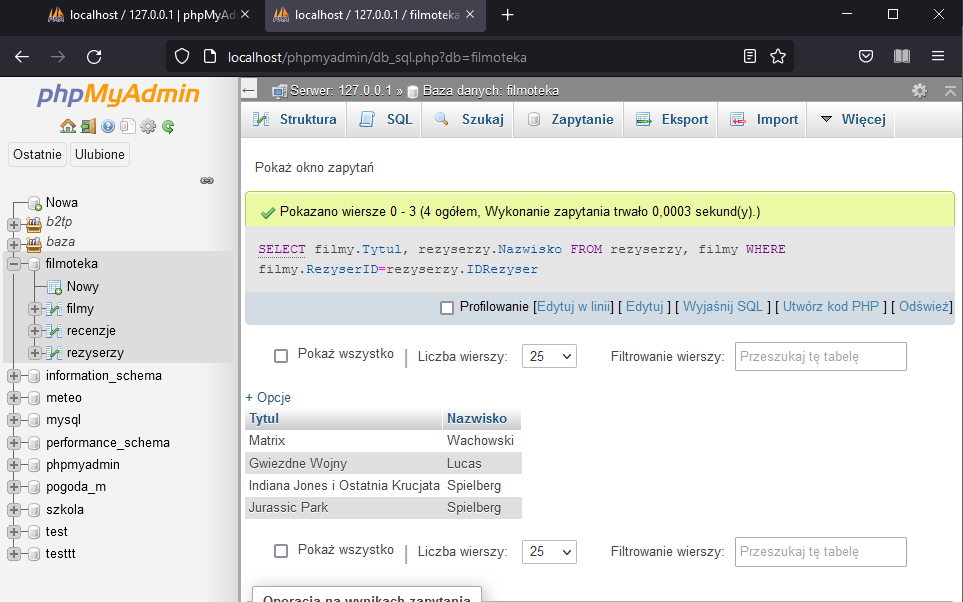 localhost / 127.0.0.1 | phpMyAd
localhost / 127.0.0.1 / filmoteka
localhost/phpmyadmin/db_sql.php?db=filmoteka
phpMyAdmin
Ostatnie Ulubione
Nowa
b2tp
baza
filmoteka
Nowy
filmy
recenzje
rezyserzy
information_schema
meteo
mysql
performance_schema
phpmyadmin
pogoda_m
szkola
test
testtt
Serwer: 127.0.0.1 » Baza danych: filmoteka
Struktura SQL Szukaj Zapytanie Eksport Import Więcej
Pokaż okno zapytań
Pokazano wiersze 0 - 3 (4 ogółem, Wykonanie zapytania trwało 0,0003 sekund(y).)
SELECT filmy.Tytul, rezyserzy.Nazwisko FROM rezyserzy, filmy WHERE
filmy.RezyserID=rezyserzy.IDRezyser
Profilowanie [Edytuj w linii] [ Edytuj ] [ Wyjaśnij SQL ] [ Utwórz kod PHP ] [ Odśwież]
Pokaż wszystko | Liczba wierszy: 25 Filtrowanie wierszy: Przeszukaj tę tabelę
+ Opcje
Tytul Nazwisko
Matrix Wachowski
Gwiezdne Wojny Lucas
Indiana Jones i Ostatnia Krucjata Spielberg
Jurassic Park Spielberg
Pokaż wszystko | Liczba wierszy: 25 Filtrowanie wierszy: Przeszukaj tę tabelę
Operacja na wynikach zapytania